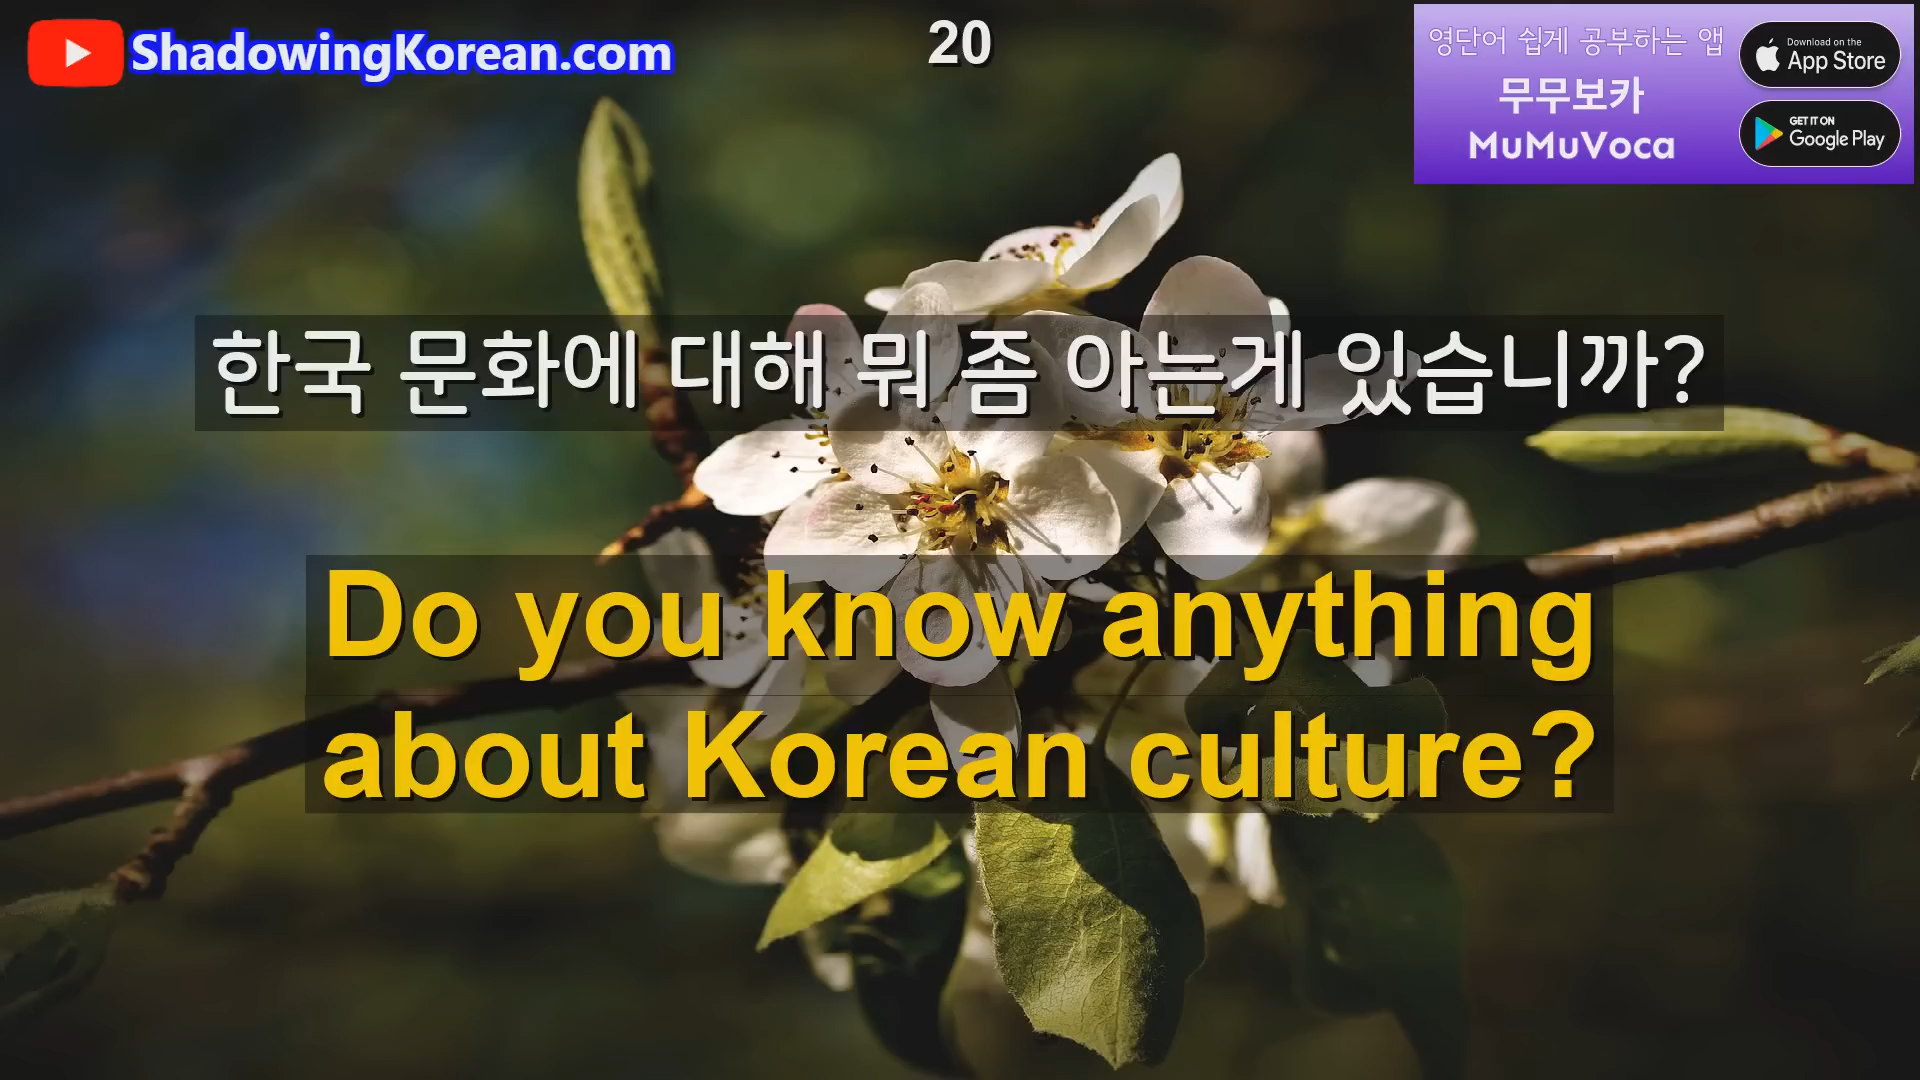 ShadowingKorean.com
20
영단어 쉽게 공부하는 앱
무무보카
MuMuVoca
Download on the
App Store
GET IT ON
Google Play
한국 문화에 대해 뭐 좀 아는게 있습니까?
Do you know anything
about Korean culture?